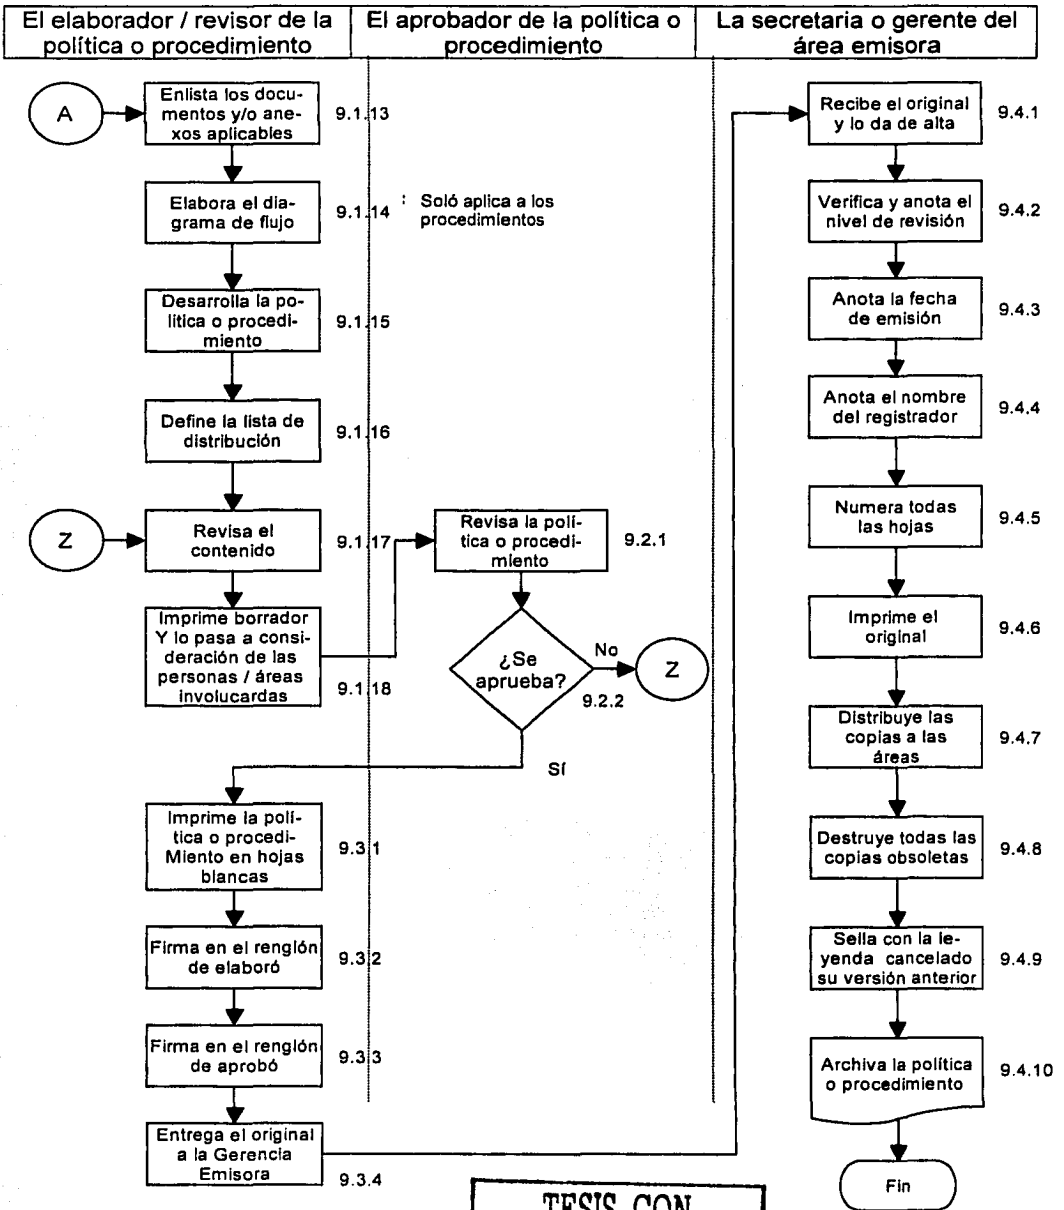 El elaborador / revisor de la
política o procedimiento
El aprobador de la política o
procedimiento
La secretaria o gerente del
área emisora
A
Enlista los docu-
mentos y/o ane-
xos aplicables
9.1.13
Elabora el dia-
grama de flujo
9.1.14
: Soló aplica a los
procedimientos
Desarrolla la po-
lítica o procedi-
miento
9.1.15
Define la lista de
distribución
9.1.16
Z
Revisa el
contenido
9.1.17
Imprime borrador
Y lo pasa a consi-
deración de las
personas / áreas
involucardas
9.1.18
Revisa la polí-
tica o procedi-
miento
9.2.1
¿Se
aprueba?
9.2.2
No
Z
Sí
Imprime la polí-
tica o procedi-
Miento en hojas
blancas
9.3.1
Firma en el renglón
de elaboró
9.3.2
Firma en el renglón
de aprobó
9.3.3
Entrega el original
a la Gerencia
Emisora
9.3.4
Recibe el original
y lo da de alta
9.4.1
Verifica y anota el
nivel de revisión
9.4.2
Anota la fecha
de emisión
9.4.3
Anota el nombre
del registrador
9.4.4
Numera todas
las hojas
9.4.5
Imprime el
original
9.4.6
Distribuye las
copias a las
áreas
9.4.7
Destruye todas las
copias obsoletas
9.4.8
Sella con la le-
yenda cancelado
su versión anterior
9.4.9
Archiva la política
o procedimiento
9.4.10
Fin
TESIS CON